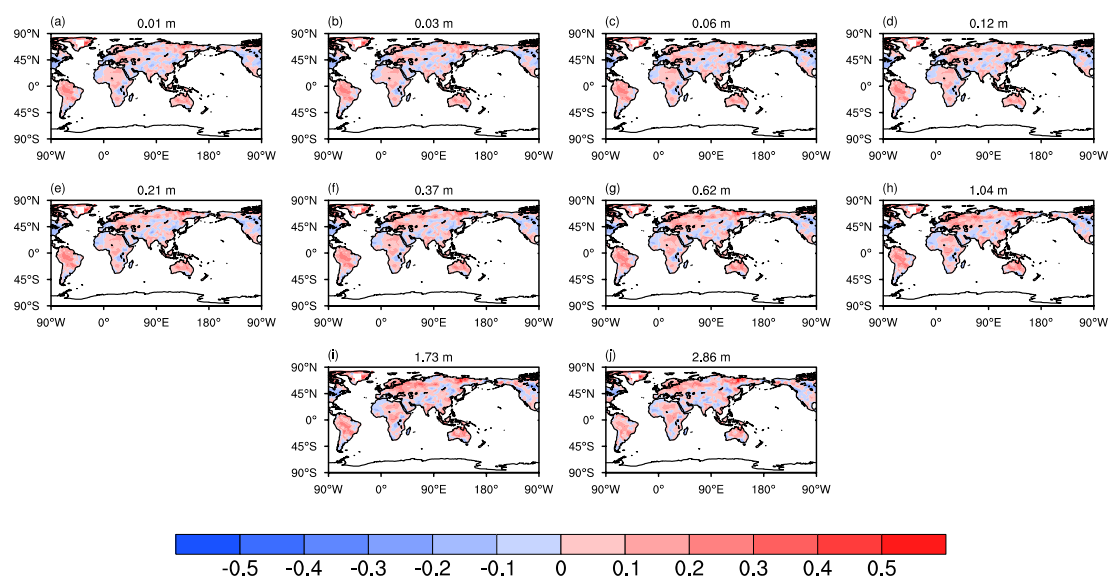 (a) 0.01 m (b) 0.03 m (c) 0.06 m (d) 0.12 m
90°N 90°N 90°N 90°N
45°N 45°N 45°N 45°N
0° 0° 0° 0°
45°S 45°S 45°S 45°S
90°S 90°S 90°S 90°S
90°W 0° 90°E 180° 90°W 90°W 0° 90°E 180° 90°W 90°W 0° 90°E 180° 90°W 90°W 0° 90°E 180° 90°W
(e) 0.21 m (f) 0.37 m (g) 0.62 m (h) 1.04 m
90°N 90°N 90°N 90°N
45°N 45°N 45°N 45°N
0° 0° 0° 0°
45°S 45°S 45°S 45°S
90°S 90°S 90°S 90°S
90°W 0° 90°E 180° 90°W 90°W 0° 90°E 180° 90°W 90°W 0° 90°E 180° 90°W 90°W 0° 90°E 180° 90°W
(i) 1.73 m (j) 2.86 m
90°N 90°N
45°N 45°N
0° 0°
45°S 45°S
90°S 90°S
90°W 0° 90°E 180° 90°W 90°W 0° 90°E 180° 90°W
-0.5 -0.4 -0.3 -0.2 -0.1 0 0.1 0.2 0.3 0.4 0.5